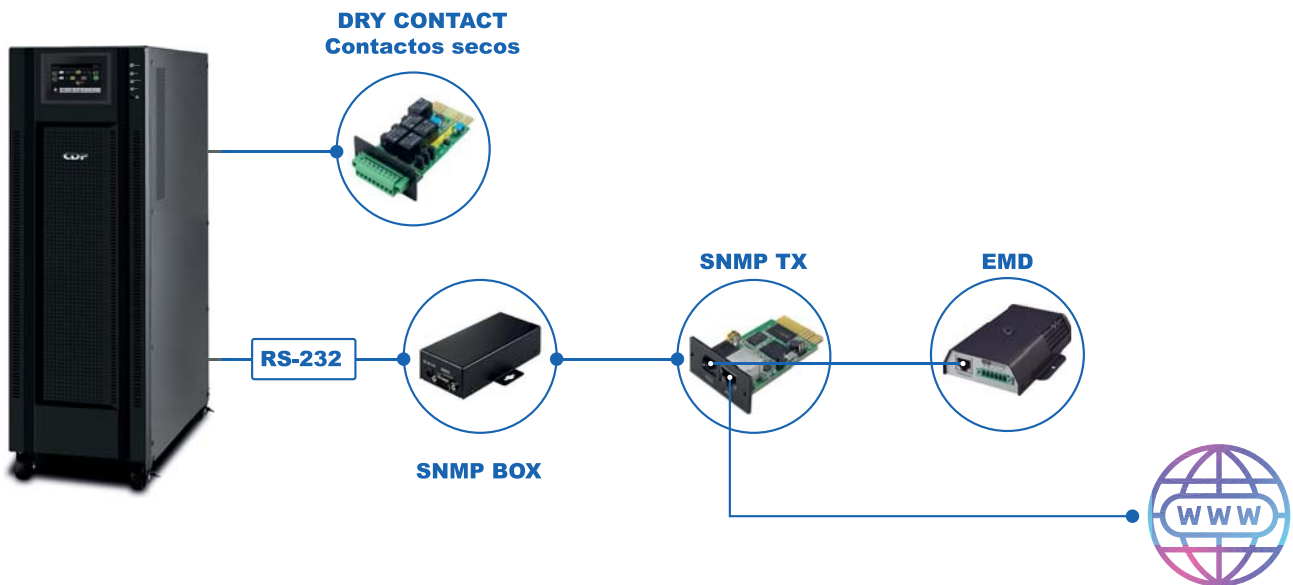 DRY CONTACT
Contactos secos
CDP
SNMP TX
EMD
RS-232
SNMP BOX
WWW